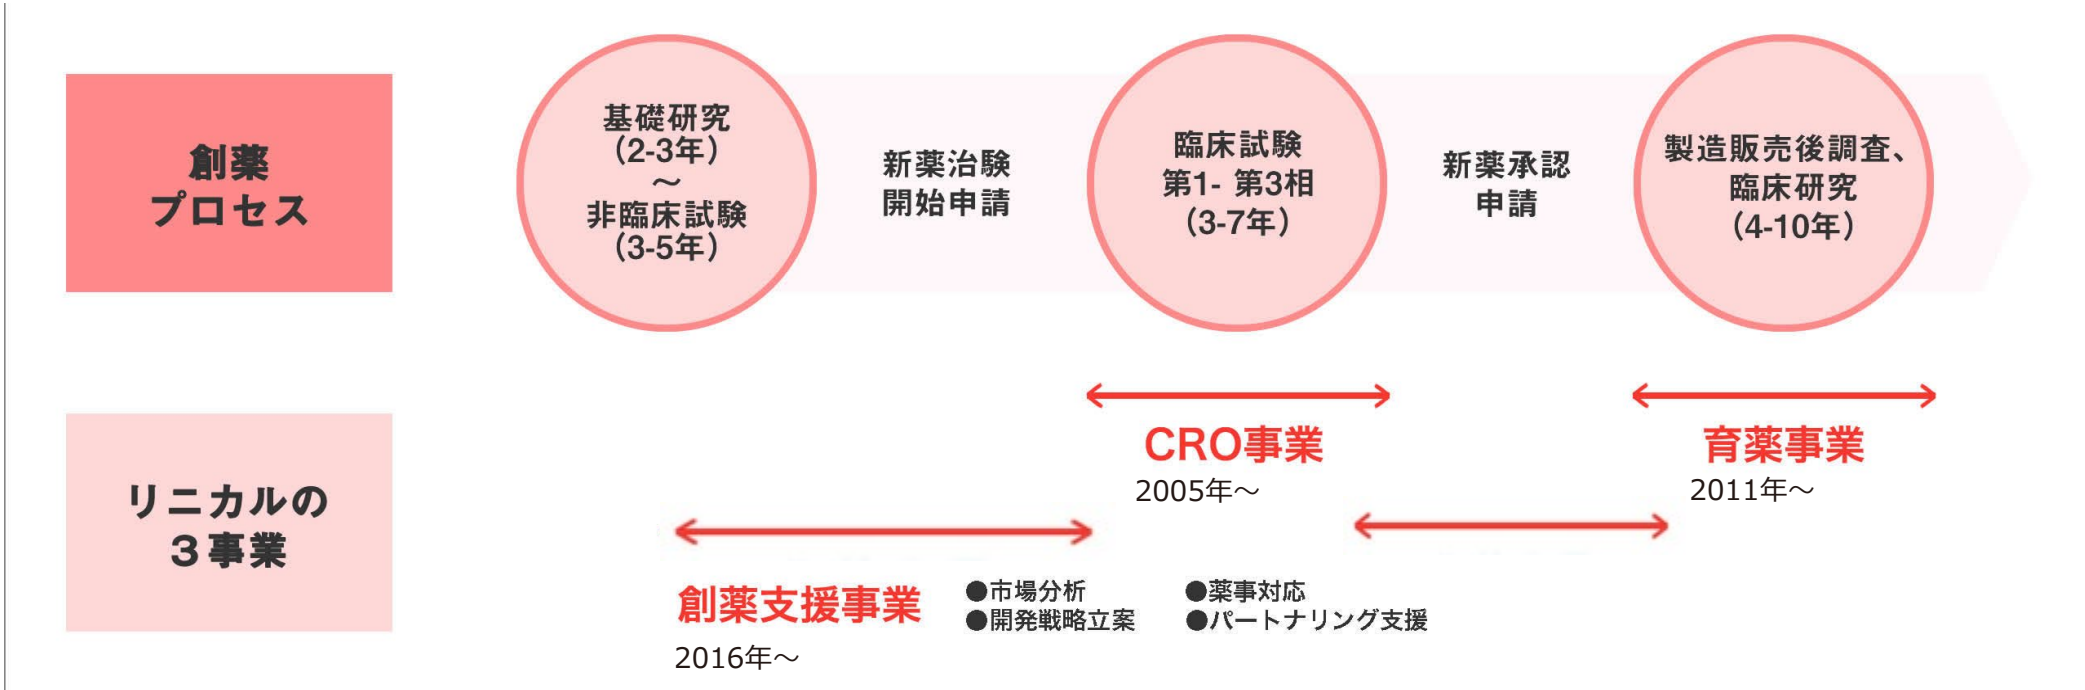 創薬
プロセス
基礎研究
（2-3年）
～
非臨床試験
（3-5年）
新薬治験
開始申請
臨床試験
第1- 第3相
（3-7年）
新薬承認
申請
製造販売後調査、
臨床研究
（4-10年）
リニカルの
３事業
CRO事業
2005年～
育薬事業
2011年～
創薬支援事業
2016年～
●市場分析
●開発戦略立案
●薬事対応
●パートナリング支援